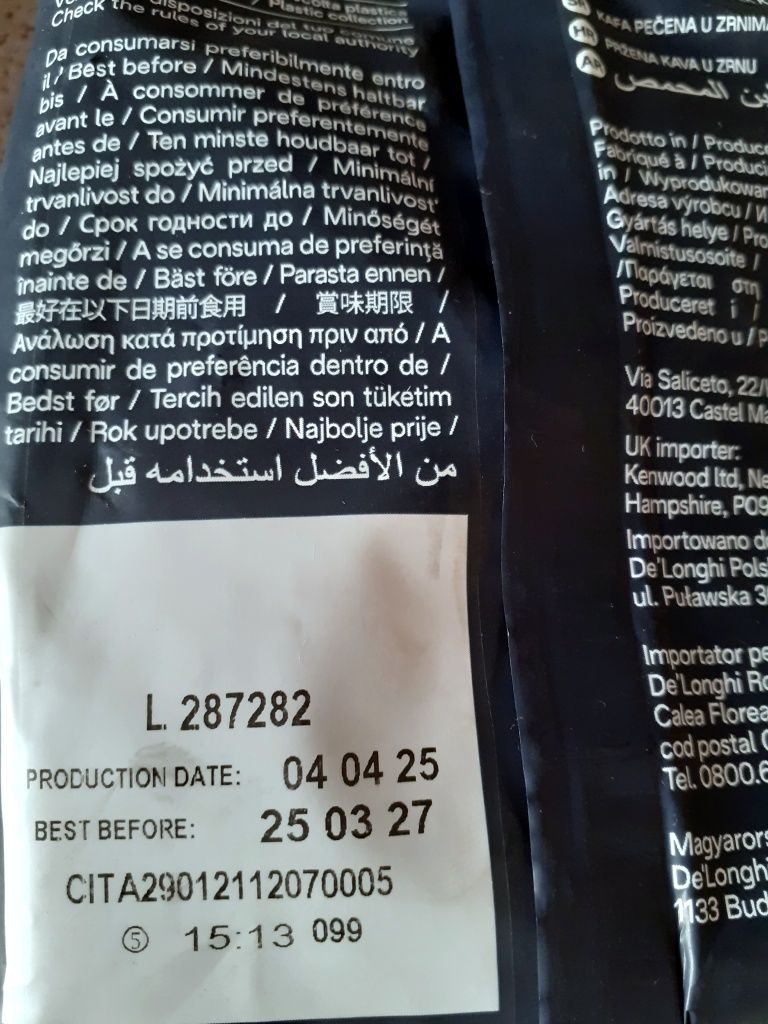 Plastic collection
Check the rules of your local authority
Da consumarsi preferibilmente entro
il / Best before / Mindestens haltbar
bis / À consommer de préférence
avant le / Consumir preferentemente
antes de / Ten minste houdbaar tot /
Najlepiej spożyć przed / Minimální
trvanlivost do / Minimálna trvanlivosť
do / Срок годности до / Minőségét
megőrzi / A se consuma de preferință
înainte de / Bäst före / Parasta ennen /
最好在以下日期前食用 / 賞味期限 /
Ανάλωση κατά προτίμηση πριν από / A
consumir de preferência dentro de /
Bedst før / Tercih edilen son tüketim
tarihi / Rok upotrebe / Najbolje prije /
من الأفضل استخدامه قبل
L. 287282
PRODUCTION DATE: 04 04 25
BEST BEFORE: 25 03 27
CITA29012112070005
5 15:13 099
KAFA PEČENA U ZRNIMA
HR PRŽENA KAVA U ZRNU
AR
Prodotto in / Produc
Fabriqué à / Produci
in / Wyprodukowan
Adresa výrobcu / И
Gyártás helye / Pro
Valmistusosoite /
/Παράγεται στη
Produceret i /
Proizvedeno u / P
Via Saliceto, 22/
40013 Castel Ma
UK importer:
Kenwood ltd, Ne
Hampshire, PO9
Importowano d
De'Longhi Pols
ul. Puławska 3
Importator pe
De'Longhi Ro
Calea Florea
cod postal
Tel. 0800.6
Magyarors
De'Longh
1133 Bud